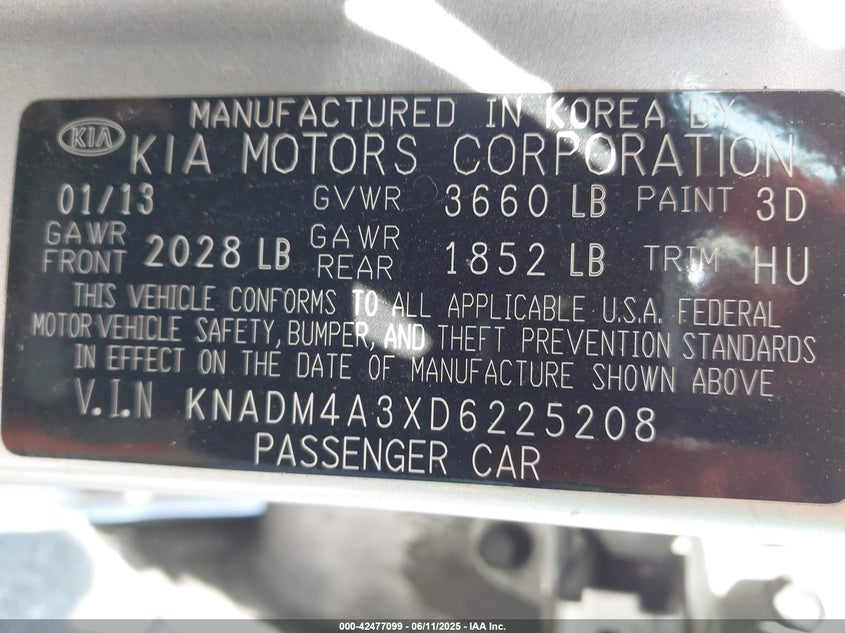 MANUFACTURED IN KOREA BY
KIA KIA MOTORS CORPORATION
01/13 GVWR 3660 LB PAINT 3D
GAWR FRONT 2028 LB GAWR REAR 1852 LB TRIM HU
THIS VEHICLE CONFORMS TO ALL APPLICABLE U.S.A. FEDERAL
MOTOR VEHICLE SAFETY, BUMPER, AND THEFT PREVENTION STANDARDS
IN EFFECT ON THE DATE OF MANUFACTURE SHOWN ABOVE
V.I.N KNADM4A3XD6225208
PASSENGER CAR
000-42477099 - 06/11/2025 - IAA Inc.